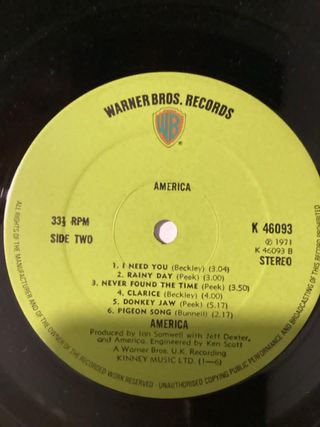 WARNER BROS. RECORDS
WB
AMERICA
33⅓ RPM
SIDE TWO
K 46093
℗ 1971
K 46093 B
STEREO
1. I NEED YOU (Beckley) (3.04)
2. RAINY DAY (Peek) (3.00)
3. NEVER FOUND THE TIME (Peek) (3.50)
4. CLARICE (Beckley) (4.00)
5. DONKEY JAW (Peek) (5.17)
6. PIGEON SONG (Bunnell) (2.17)
AMERICA
Produced by Ian Samwell with Jeff Dexter,
and America. Engineered by Ken Scott
A Warner Bros. U.K. Recording
KINNEY MUSIC LTD. (1—6)
ALL RIGHTS OF THE MANUFACTURER AND OF THE OWNER OF THE RECORDED WORK RESERVED — UNAUTHORISED COPYING PUBLIC PERFORMANCE AND BROADCASTING OF THIS RECORD PROHIBITED